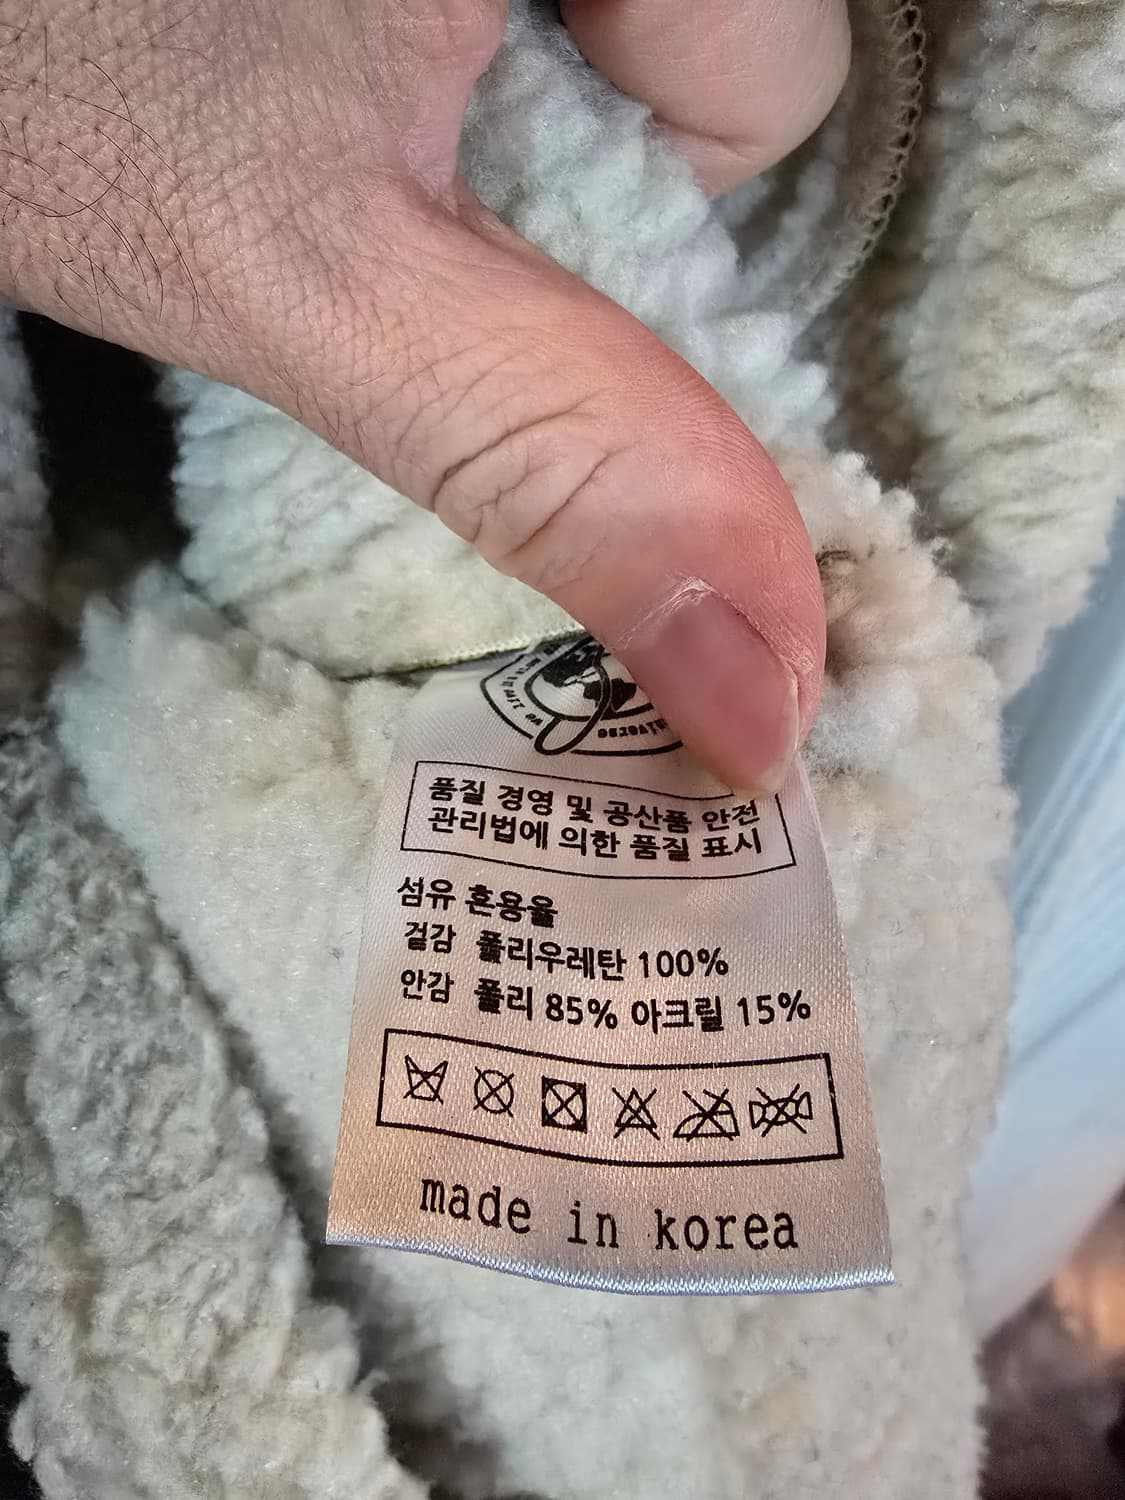 품질 경영 및 공산품 안전
관리법에 의한 품질 표시
섬유 혼용율
겉감 폴리우레탄 100%
안감 폴리 85% 아크릴 15%
made in korea